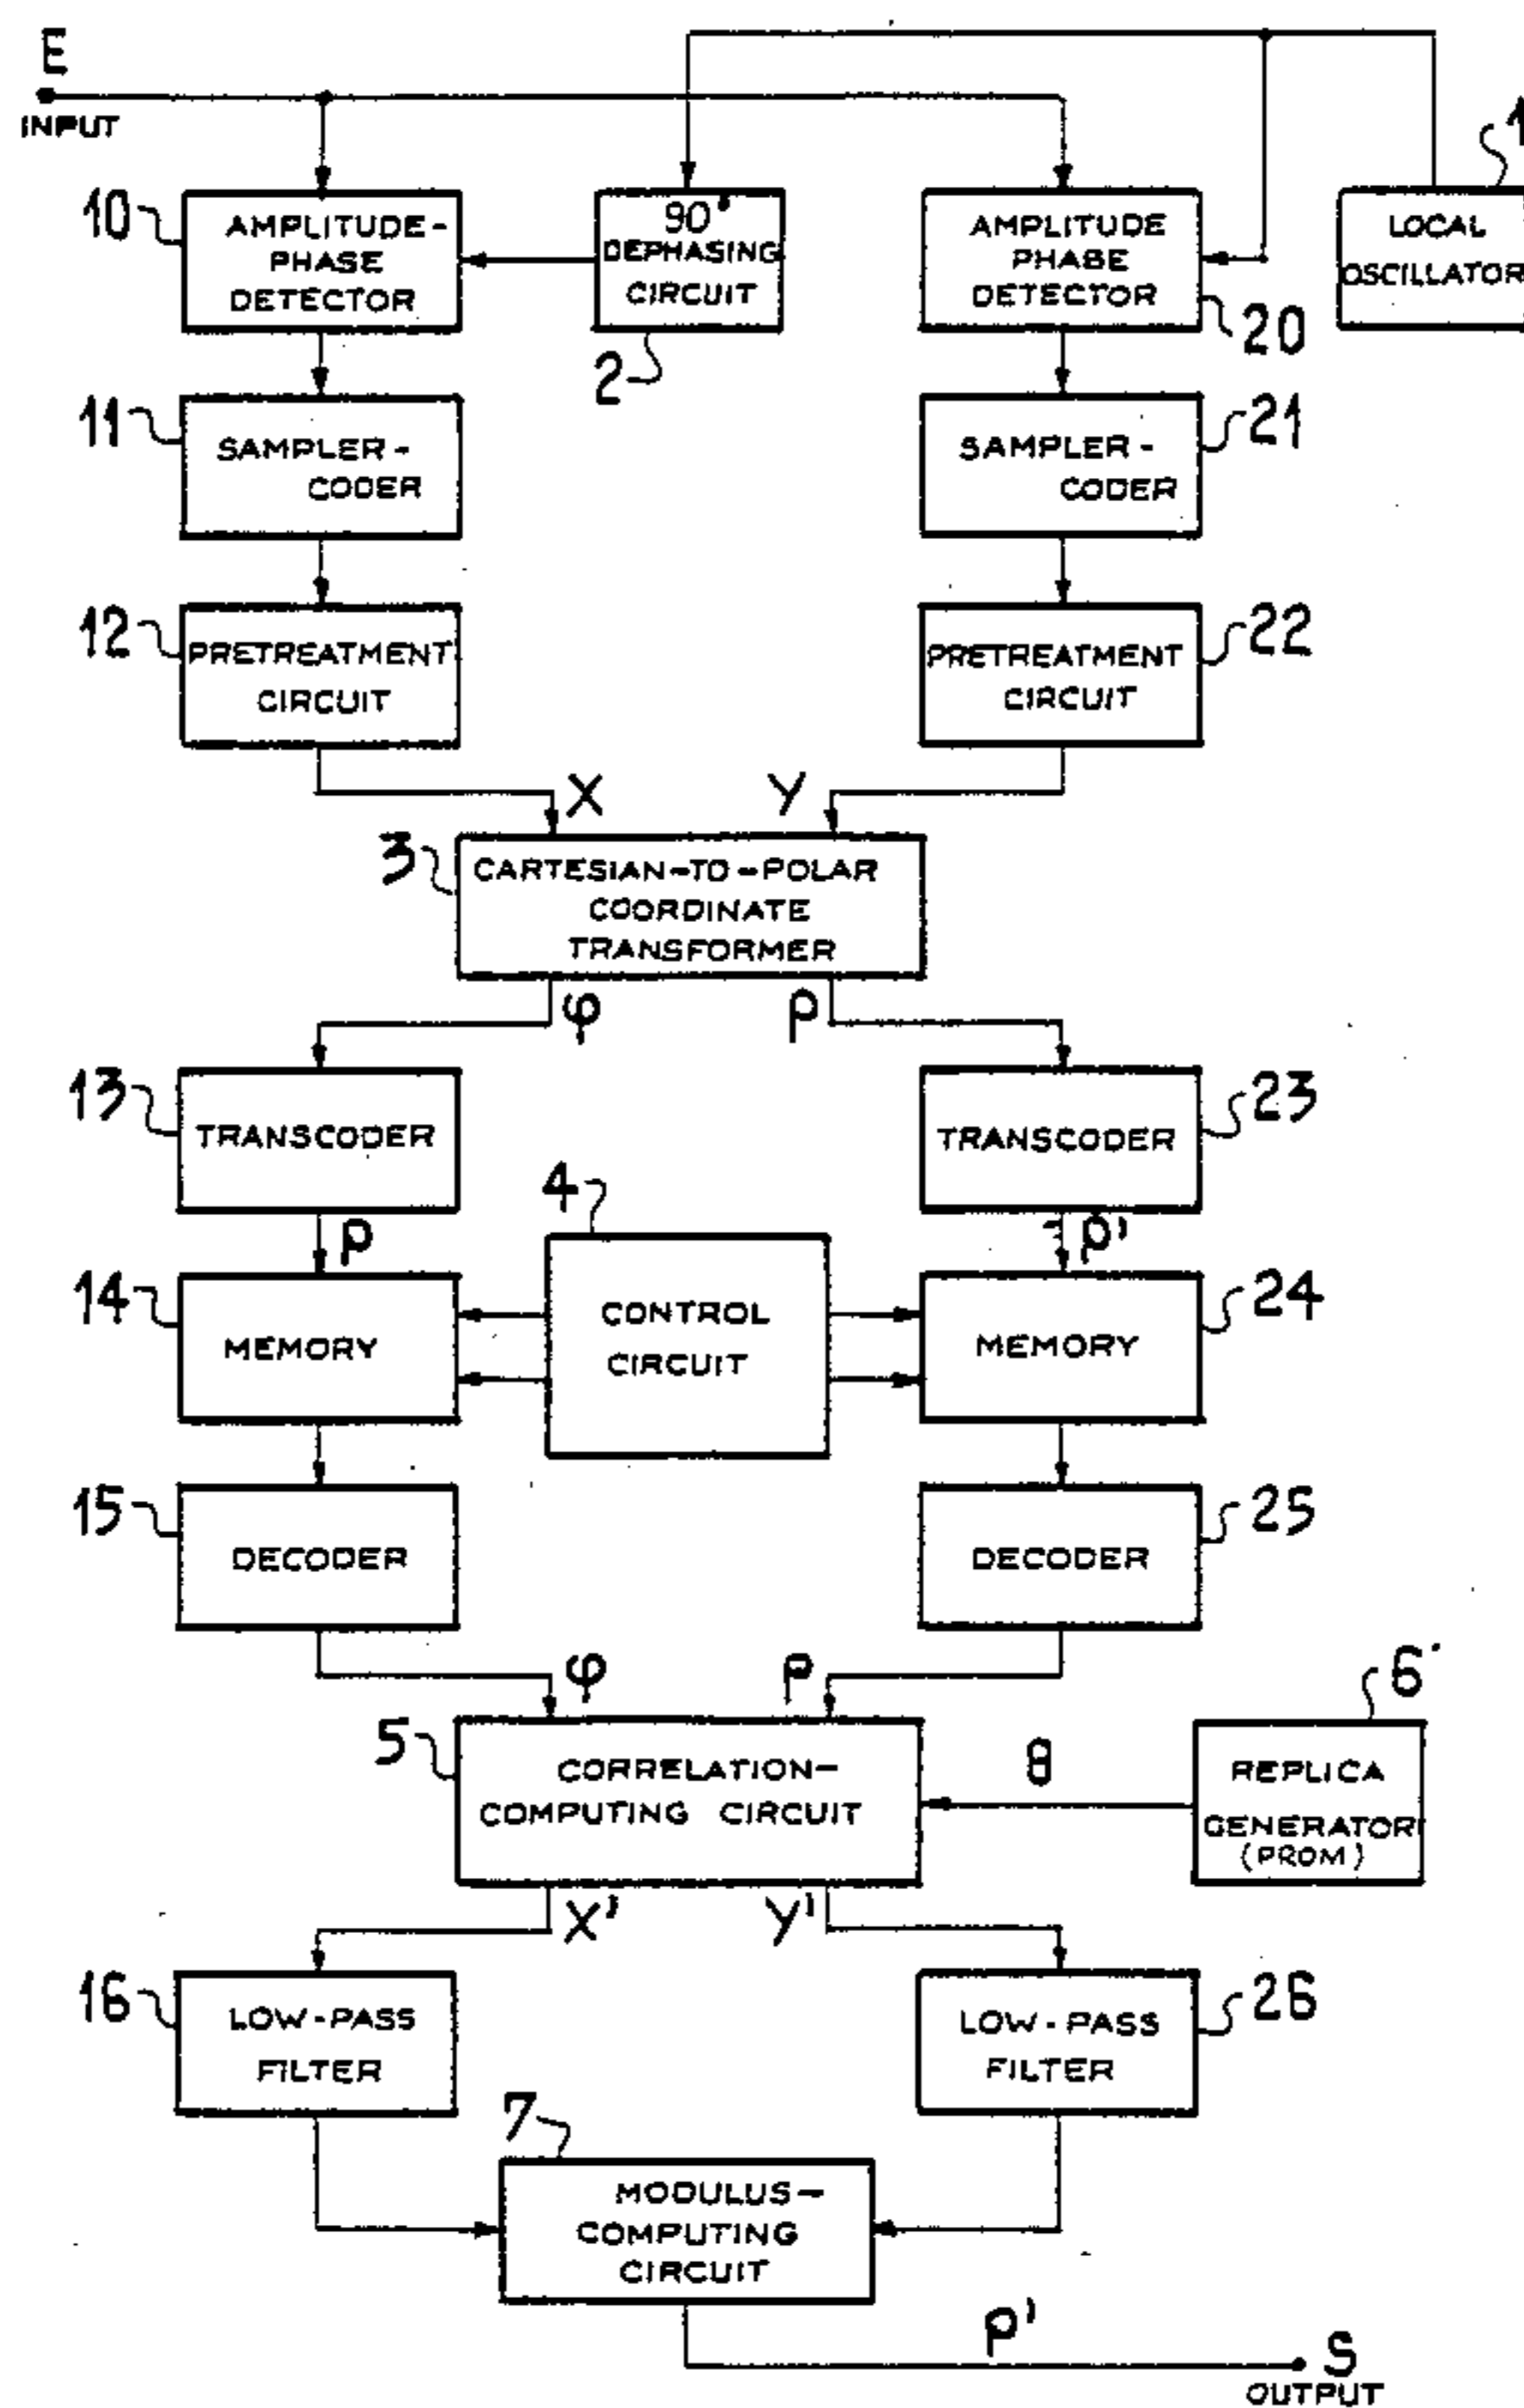 E
INPUT
1
10
AMPLITUDE-
PHASE
DETECTOR
90°
DEPHASING
CIRCUIT
2
AMPLITUDE
PHASE
DETECTOR
20
LOCAL
OSCILLATOR
11
SAMPLER-
CODER
21
SAMPLER-
CODER
12
PRETREATMENT
CIRCUIT
22
PRETREATMENT
CIRCUIT
X
Y
3
CARTESIAN-TO-POLAR
COORDINATE
TRANSFORMER
φ
ρ
13
TRANSCODER
23
TRANSCODER
p
p'
4
CONTROL
CIRCUIT
14
MEMORY
24
MEMORY
15
DECODER
25
DECODER
φ
ρ
5
CORRELATION-
COMPUTING CIRCUIT
θ
6
REPLICA
GENERATOR
(PROM)
X'
Y'
16
LOW-PASS
FILTER
26
LOW-PASS
FILTER
7
MODULUS-
COMPUTING
CIRCUIT
ρ'
S
OUTPUT